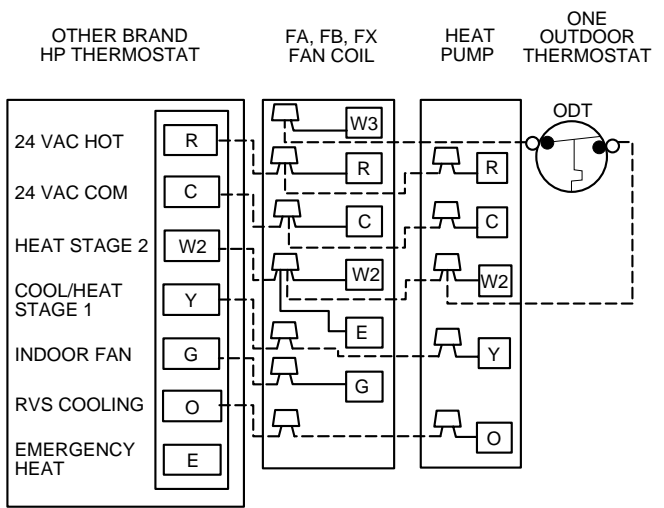 OTHER BRAND
HP THERMOSTAT
FA, FB, FX
FAN COIL
HEAT
PUMP
ONE
OUTDOOR
THERMOSTAT
24 VAC HOT
R
24 VAC COM
C
HEAT STAGE 2
W2
COOL/HEAT
STAGE 1
Y
INDOOR FAN
G
RVS COOLING
O
EMERGENCY
HEAT
E
W3
R
C
W2
E
G
R
C
W2
Y
O
ODT